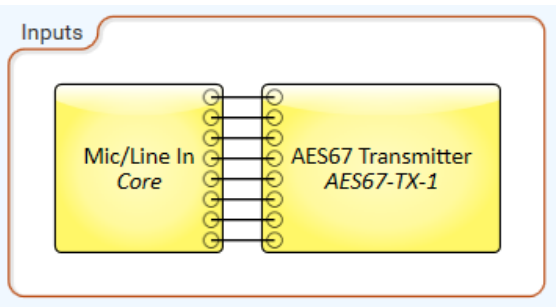 Inputs
Mic/Line In
Core
AES67 Transmitter
AES67-TX-1